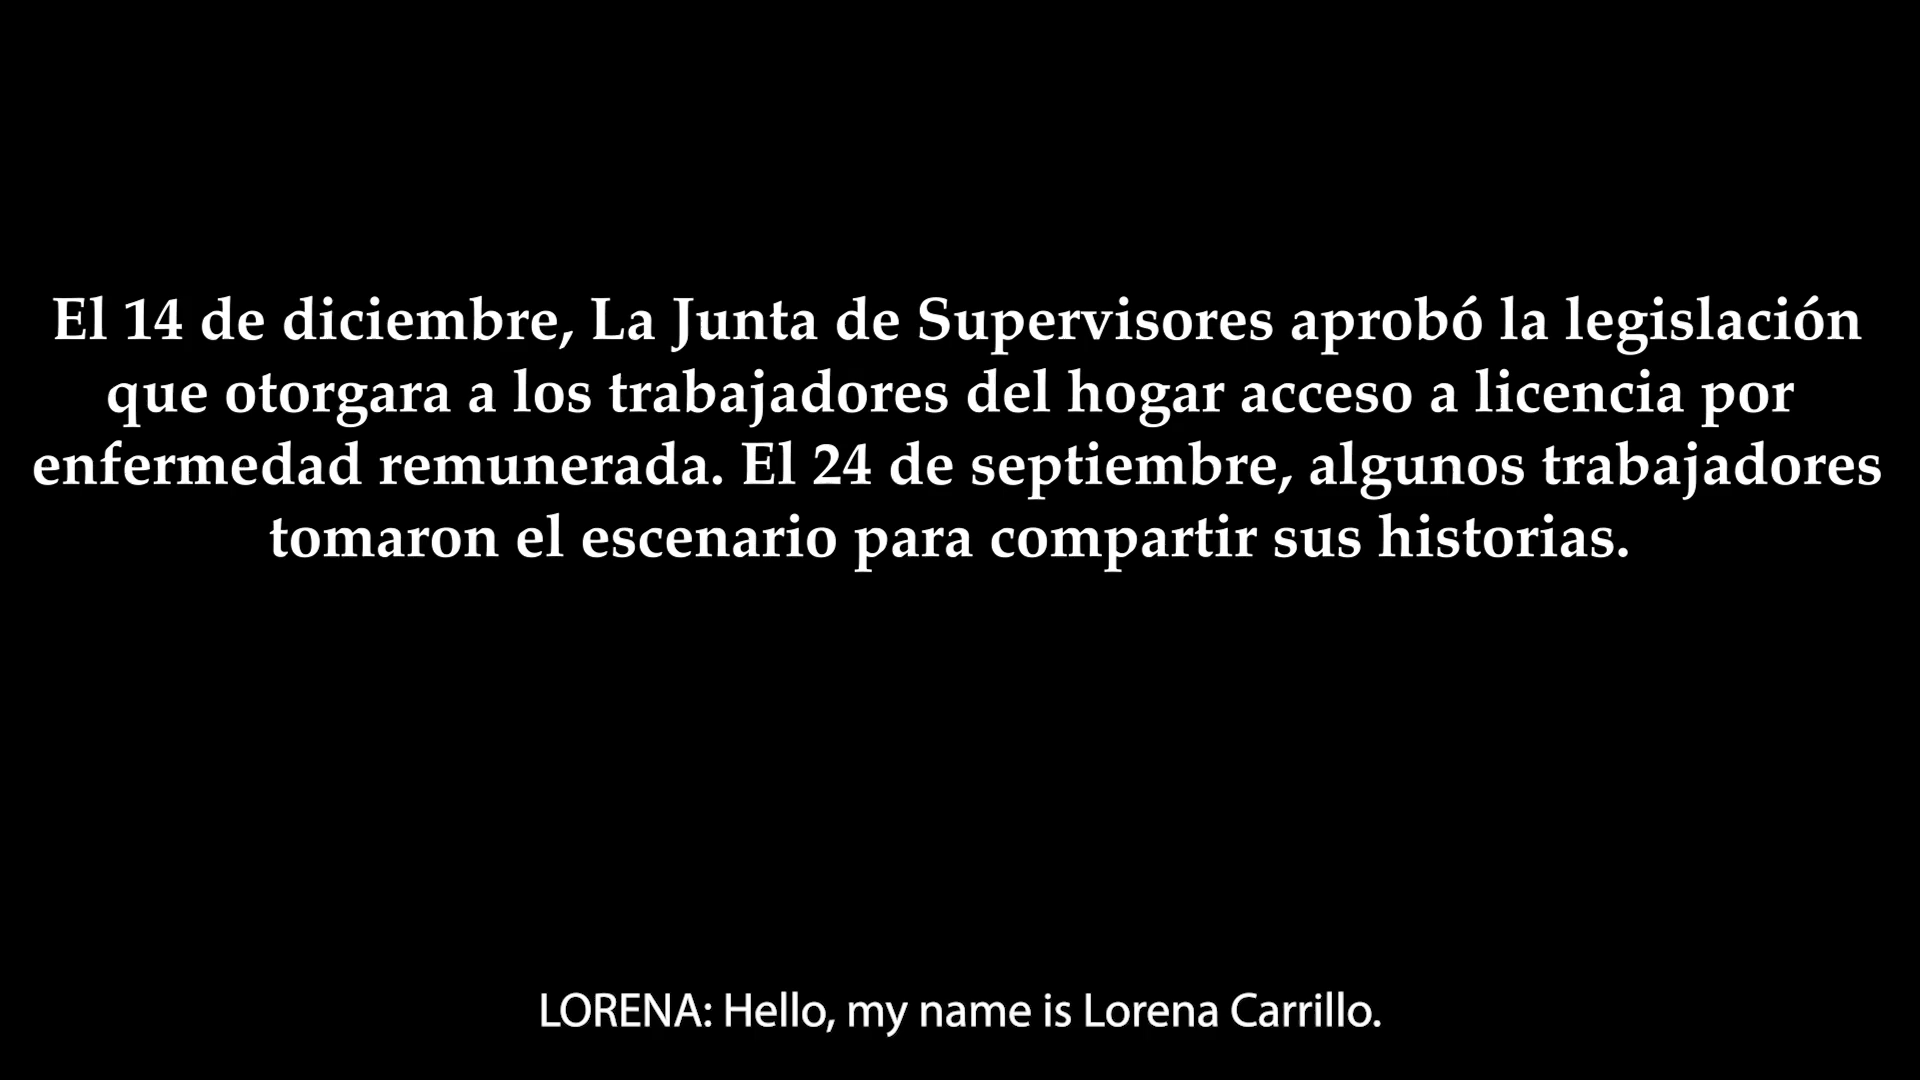 El 14 de diciembre, La Junta de Supervisores aprobó la legislación
que otorgara a los trabajadores del hogar acceso a licencia por
enfermedad remunerada. El 24 de septiembre, algunos trabajadores
tomaron el escenario para compartir sus historias.
LORENA: Hello, my name is Lorena Carrillo.